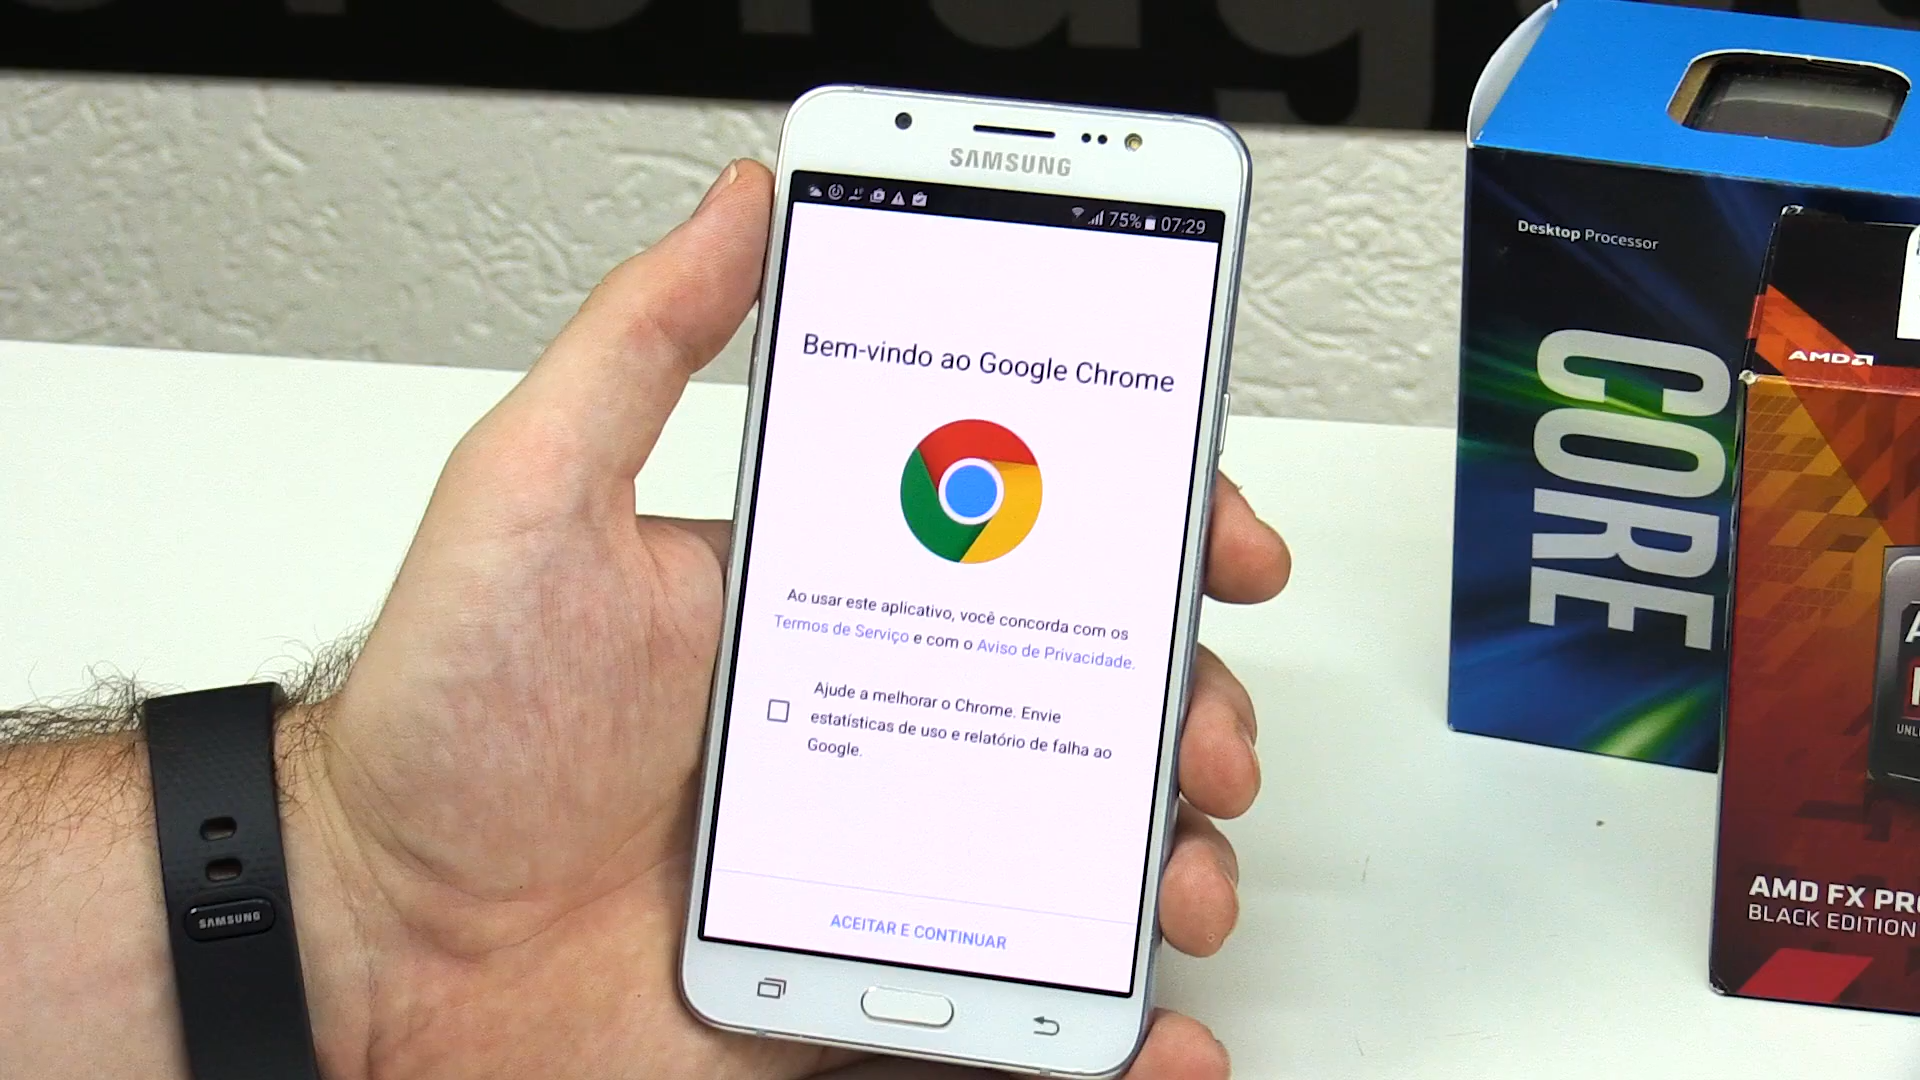 SAMSUNG
75% 07:29
Bem-vindo ao Google Chrome
Ao usar este aplicativo, você concorda com os
Termos de Serviço e com o Aviso de Privacidade.
Ajude a melhorar o Chrome. Envie
estatísticas de uso e relatório de falha ao
Google.
ACEITAR E CONTINUAR
SAMSUNG
Desktop Processor
CORE
AMD
AMD FX
BLACK EDITION